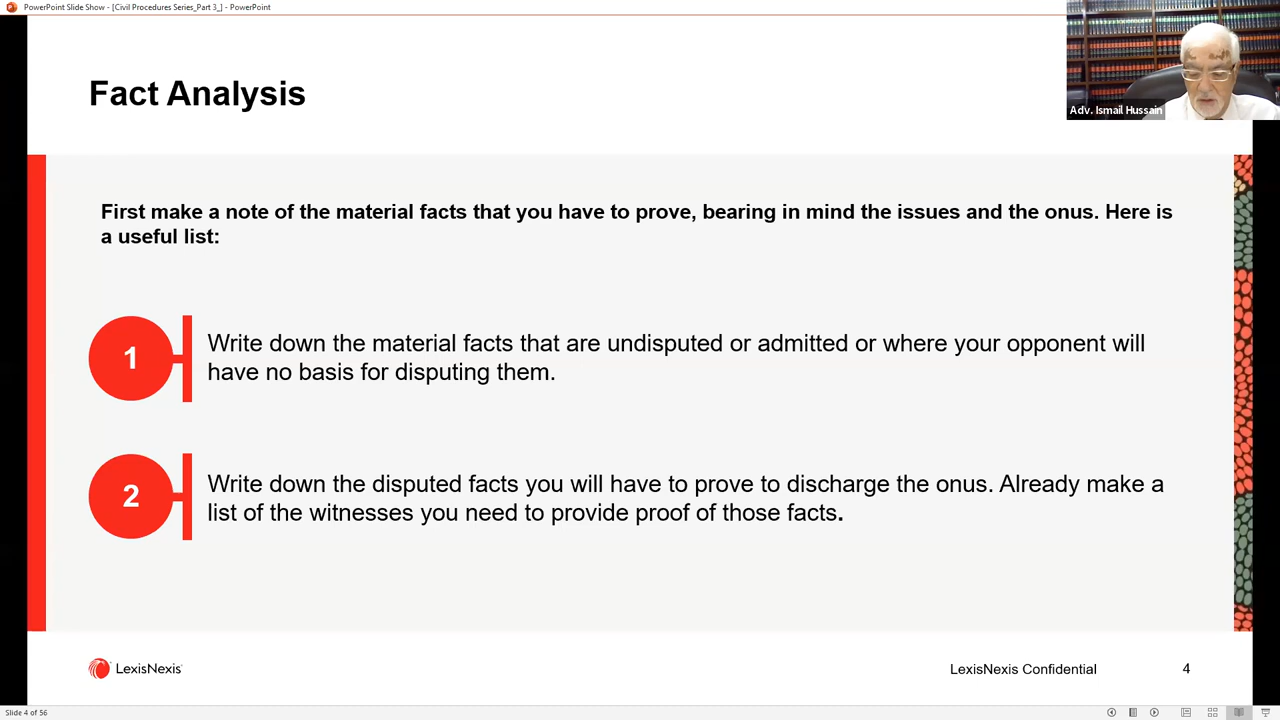 PowerPoint Slide Show - [Civil Procedures Series_Part 3_] - PowerPoint
Adv. Ismail Hussain
Fact Analysis
First make a note of the material facts that you have to prove, bearing in mind the issues and the onus. Here is
a useful list:
1
Write down the material facts that are undisputed or admitted or where your opponent will
have no basis for disputing them.
2
Write down the disputed facts you will have to prove to discharge the onus. Already make a
list of the witnesses you need to provide proof of those facts.
LexisNexis
LexisNexis Confidential
4
Slide 4 of 56